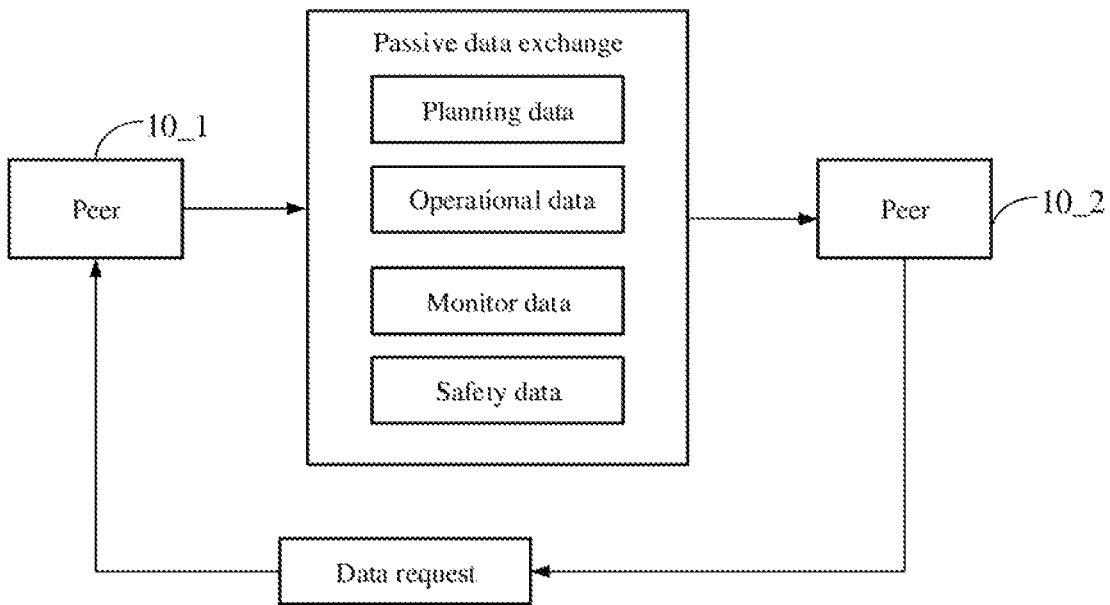 Passive data exchange
Planning data
10_1
Peer
Operational data
Peer
10_2
Monitor data
Safety data
Data request